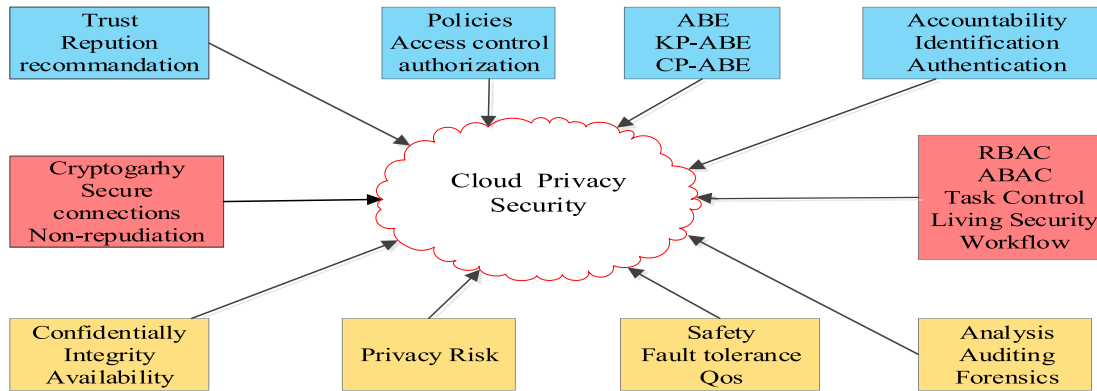 Trust
Repution
recommandation
Policies
Access control
authorization
ABE
KP-ABE
CP-ABE
Accountability
Identification
Authentication
Cryptogarhy
Secure
connections
Non-repudiation
Cloud Privacy
Security
RBAC
ABAC
Task Control
Living Security
Workflow
Confidentially
Integrity
Availability
Privacy Risk
Safety
Fault tolerance
Qos
Analysis
Auditing
Forensics